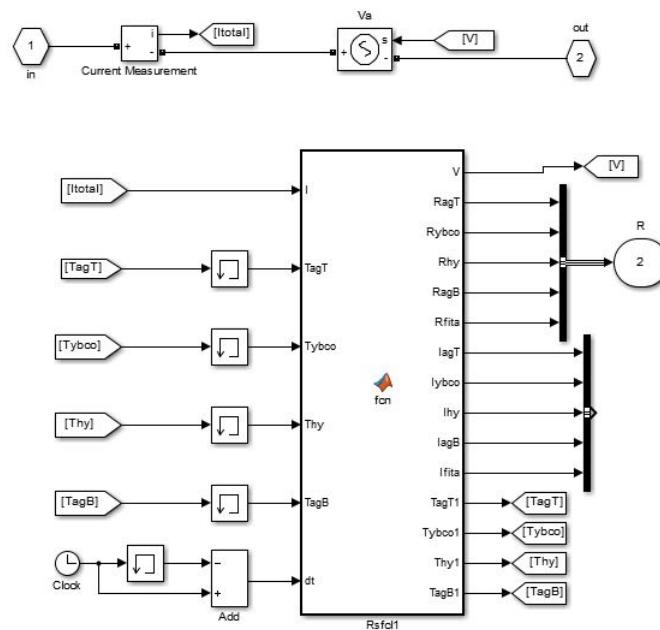 Va
1
in
+
-
i
Current Measurement
[Itotal]
+
s
-
[V]
out
2
[Itotal]
[TagT]
[Tybco]
[Thy]
[TagB]
Clock
−
+
Add
I
TagT
Tybco
Thy
TagB
dt
fcn
Rsfcl1
V
RagT
Rybco
Rhy
RagB
Rfita
IagT
Iybco
Ihy
IagB
Ifita
TagT1
Tybco1
Thy1
TagB1
[V]
R
2
[TagT]
[Tybco]
[Thy]
[TagB]